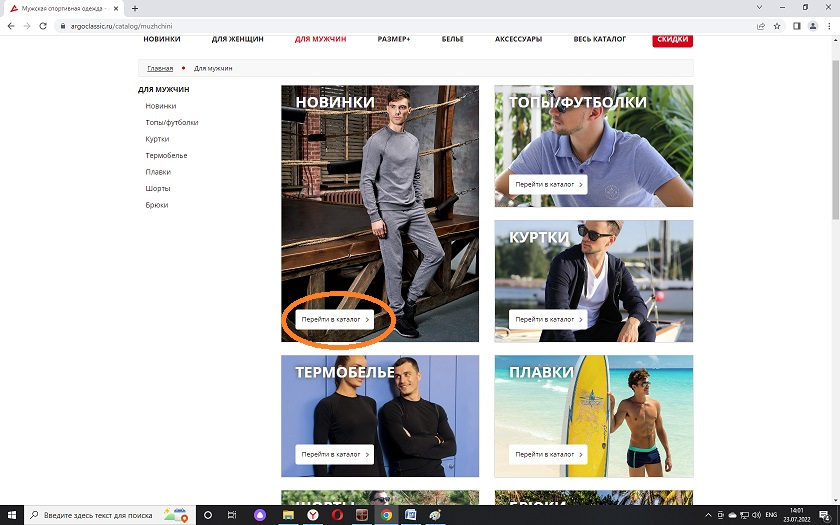 Мужская спортивная одежда -
argoclassic.ru/catalog/muzhchini
НОВИНКИ ДЛЯ ЖЕНЩИН ДЛЯ МУЖЧИН РАЗМЕР+ БЕЛЬЕ АКСЕССУАРЫ ВЕСЬ КАТАЛОГ СКИДКИ
Главная • Для мужчин
ДЛЯ МУЖЧИН
Новинки
Топы/футболки
Куртки
Термобелье
Плавки
Шорты
Брюки
НОВИНКИ
Перейти в каталог >
ТОПЫ/ФУТБОЛКИ
Перейти в каталог >
КУРТКИ
Перейти в каталог >
ТЕРМОБЕЛЬЕ
Перейти в каталог >
ПЛАВКИ
Перейти в каталог >
ШОРТЫ
БРЮКИ
Введите здесь текст для поиска
ENG
14:01
23.07.2022